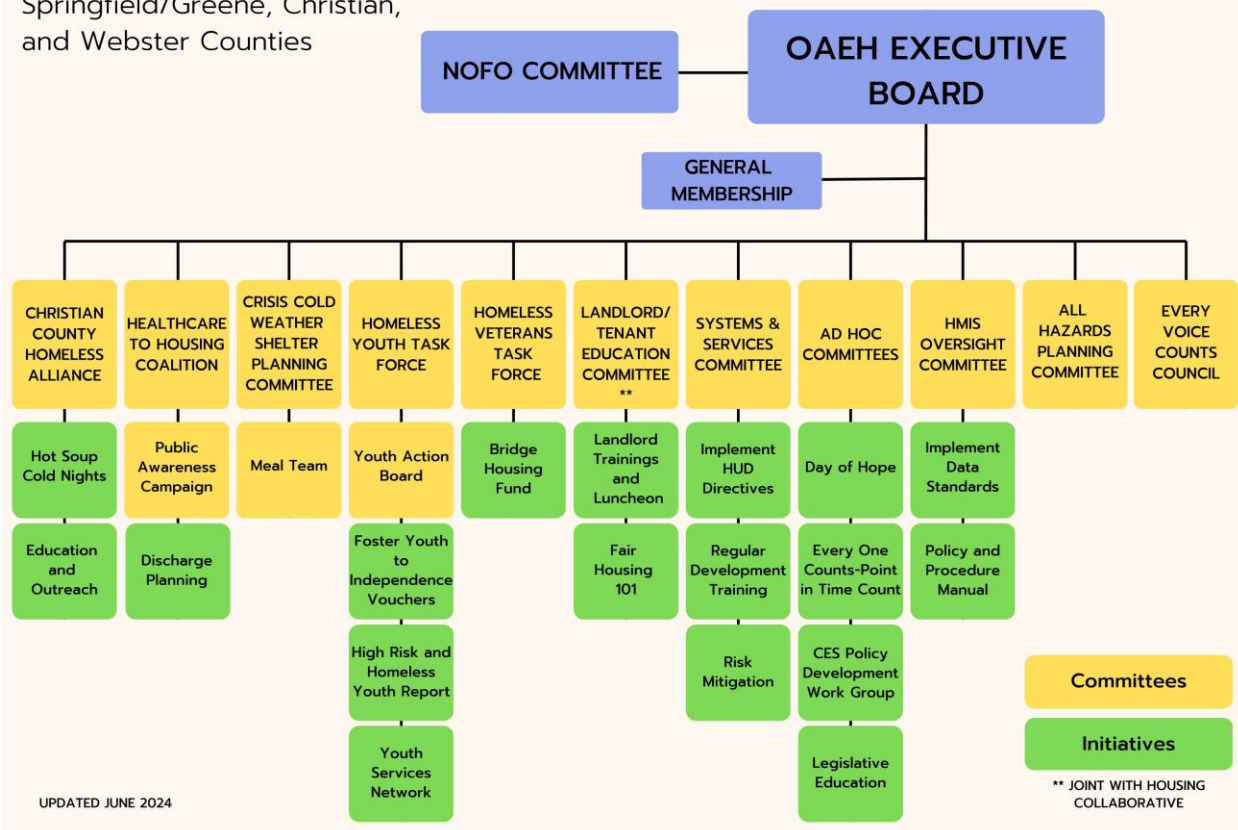 Springfield/Greene, Christian,
and Webster Counties
NOFO COMMITTEE
OAEH EXECUTIVE
BOARD
GENERAL
MEMBERSHIP
CHRISTIAN
COUNTY
HOMELESS
ALLIANCE
HEALTHCARE
TO HOUSING
COALITION
CRISIS COLD
WEATHER
SHELTER
PLANNING
COMMITTEE
HOMELESS
YOUTH TASK
FORCE
HOMELESS
VETERANS
TASK
FORCE
LANDLORD/
TENANT
EDUCATION
COMMITTEE
**
SYSTEMS &
SERVICES
COMMITTEE
AD HOC
COMMITTEES
HMIS
OVERSIGHT
COMMITTEE
ALL
HAZARDS
PLANNING
COMMITTEE
EVERY
VOICE
COUNTS
COUNCIL
Hot Soup
Cold Nights
Public
Awareness
Campaign
Meal Team
Youth Action
Board
Bridge
Housing
Fund
Landlord
Trainings
and
Luncheon
Implement
HUD
Directives
Day of Hope
Implement
Data
Standards
Education
and
Outreach
Discharge
Planning
Foster Youth
to
Independence
Vouchers
Fair
Housing
101
Regular
Development
Training
Every One
Counts-Point
in Time Count
Policy and
Procedure
Manual
High Risk and
Homeless
Youth Report
Risk
Mitigation
CES Policy
Development
Work Group
Youth
Services
Network
Legislative
Education
Committees
Initiatives
** JOINT WITH HOUSING
COLLABORATIVE
UPDATED JUNE 2024